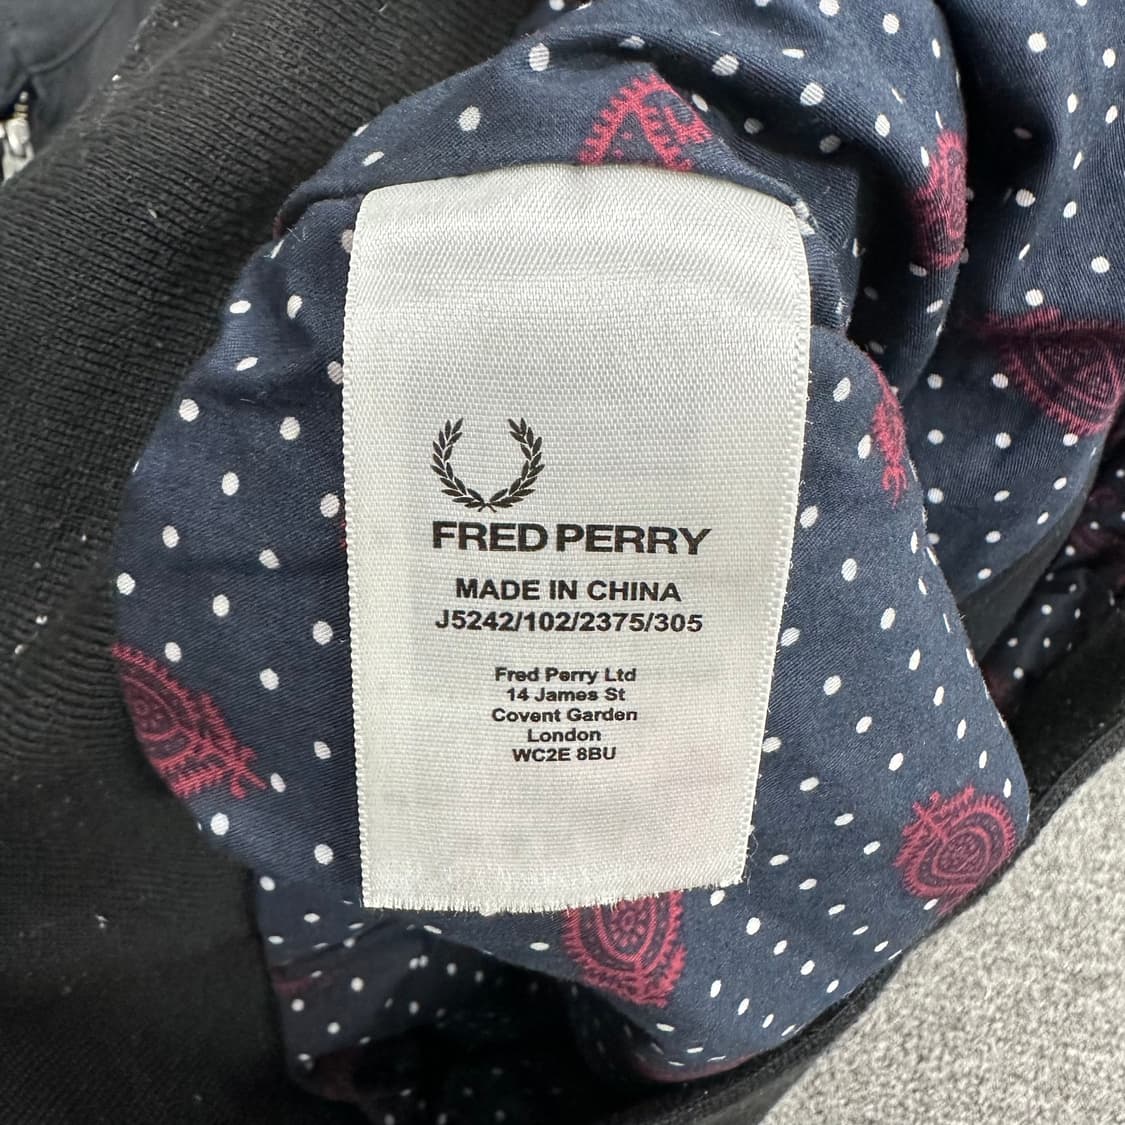 FRED PERRY
MADE IN CHINA
J5242/102/2375/305
Fred Perry Ltd
14 James St
Covent Garden
London
WC2E 8BU